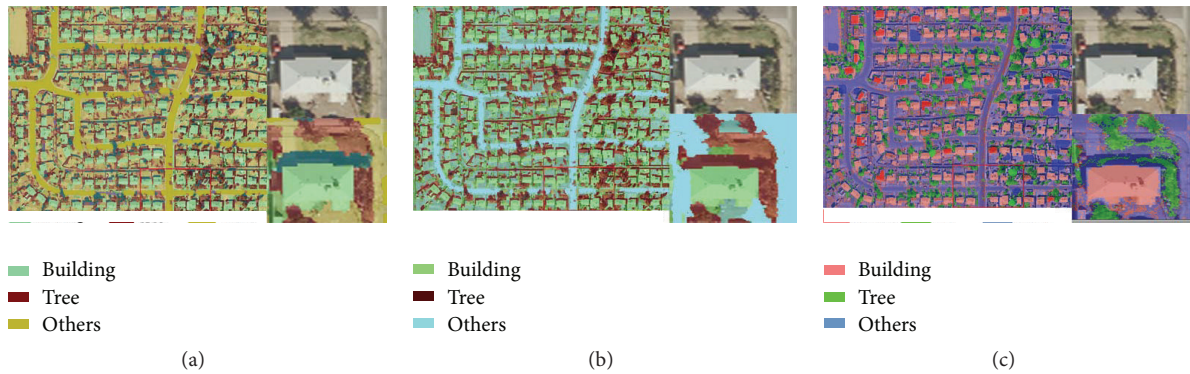 Building
Tree
Others
(a)
Building
Tree
Others
(b)
Building
Tree
Others
(c)